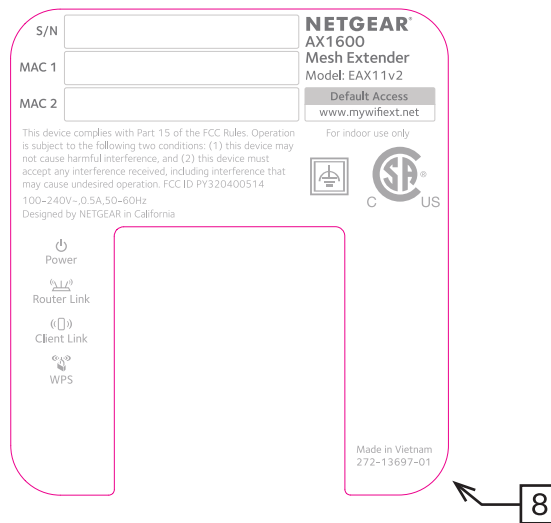 S/N
MAC 1
MAC 2
NETGEAR®
AX1600
Mesh Extender
Model: EAX11v2
Default Access
www.mywifiext.net
This device complies with Part 15 of the FCC Rules. Operation
is subject to the following two conditions: (1) this device may
not cause harmful interference, and (2) this device must
accept any interference received, including interference that
may cause undesired operation. FCC ID PY320400514
100-240V~,0.5A,50-60Hz
Designed by NETGEAR in California
For indoor use only
SA®
C US
Power
Router Link
Client Link
WPS
Made in Vietnam
272-13697-01
8